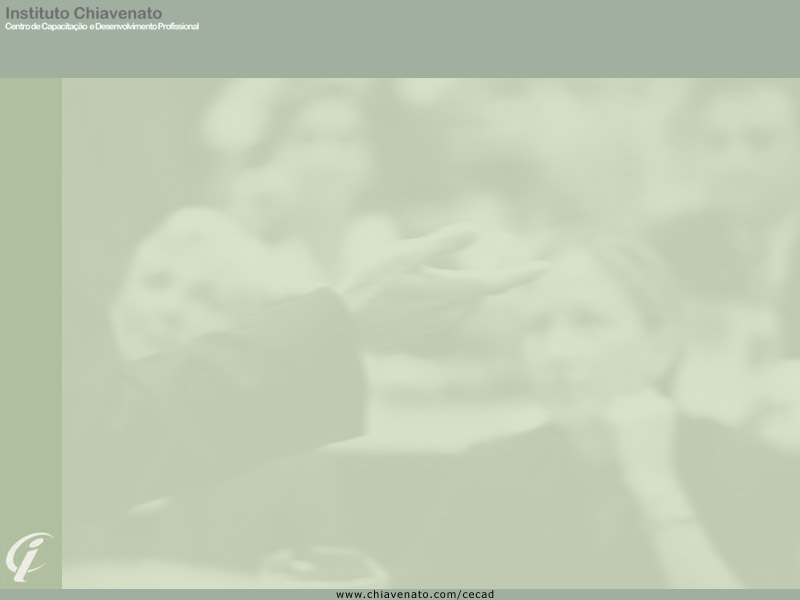 Instituto Chiavenato
Centro de Capacitação e Desenvolvimento Profissional
www.chiavenato.com/cecad